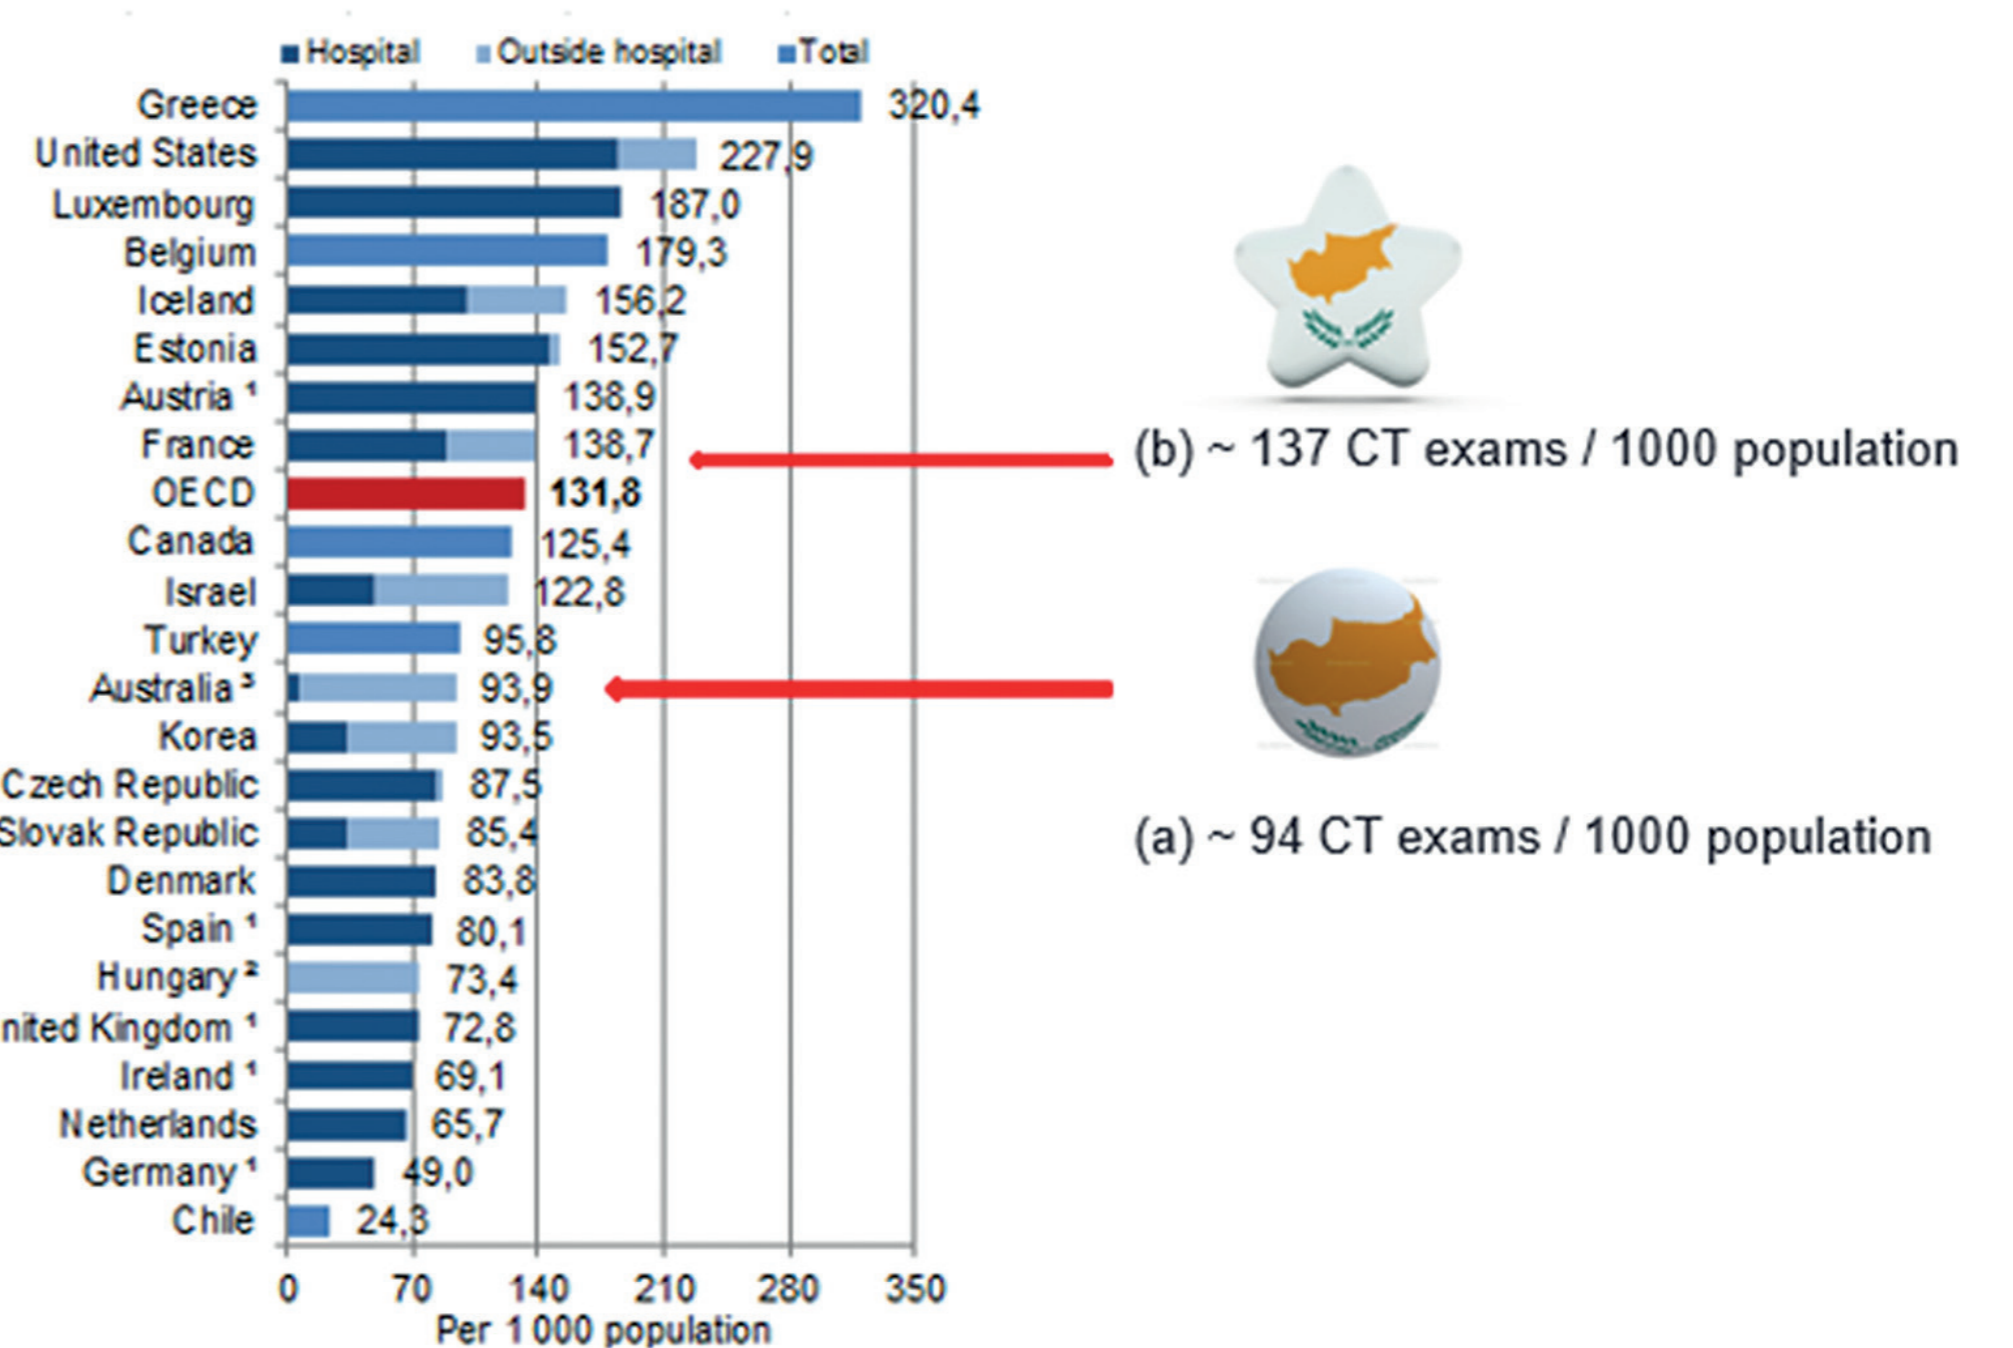 Hospital Outside hospital Total
Greece 320,4
United States 227,9
Luxembourg 187,0
Belgium 179,3
Iceland 156,2
Estonia 152,7
Austria ¹ 138,9
France 138,7
OECD 131,8
Canada 125,4
Israel 122,8
Turkey 95,8
Australia ³ 93,9
Korea 93,5
Czech Republic 87,5
Slovak Republic 85,4
Denmark 83,8
Spain ¹ 80,1
Hungary ² 73,4
nited Kingdom ¹ 72,8
Ireland ¹ 69,1
Netherlands 65,7
Germany ¹ 49,0
Chile 24,3
0 70 140 210 280 350
Per 1 000 population
(b) ~ 137 CT exams / 1000 population
(a) ~ 94 CT exams / 1000 population